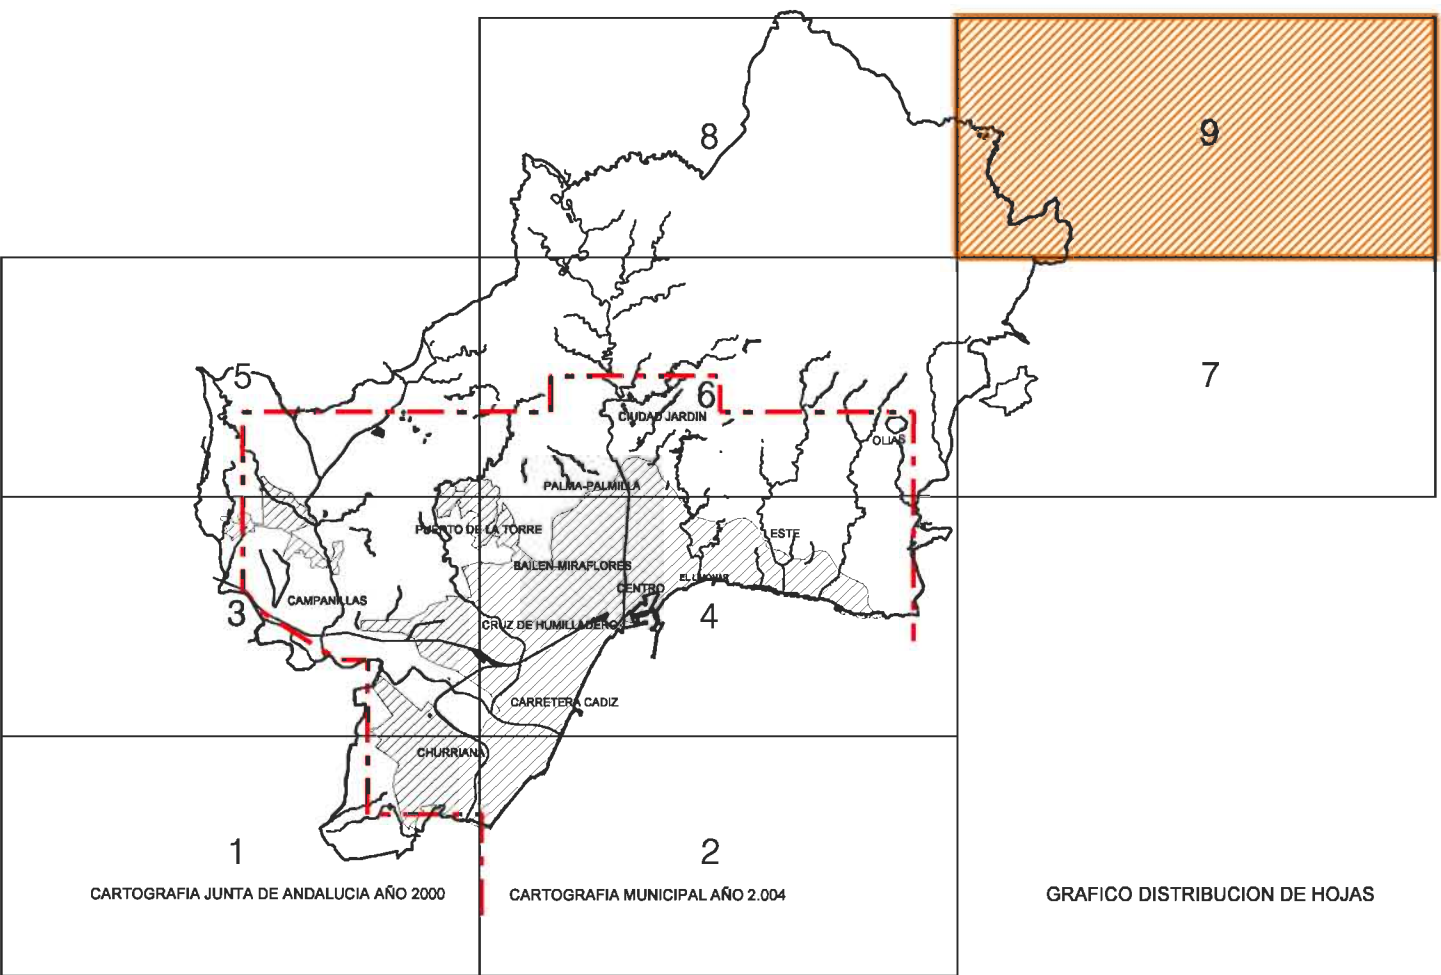 8
9
5
6
7
CIUDAD JARDIN
OLIAS
PALMA-PALMILLA
PUERTO DE LA TORRE
ESTE
BAILEN-MIRAFLORES
CENTRO
CAMPANILLAS
3
4
CRUZ DE HUMILLADERO
CARRETERA CADIZ
CHURRIANA
1
2
CARTOGRAFIA JUNTA DE ANDALUCIA AÑO 2000
CARTOGRAFIA MUNICIPAL AÑO 2.004
GRAFICO DISTRIBUCION DE HOJAS